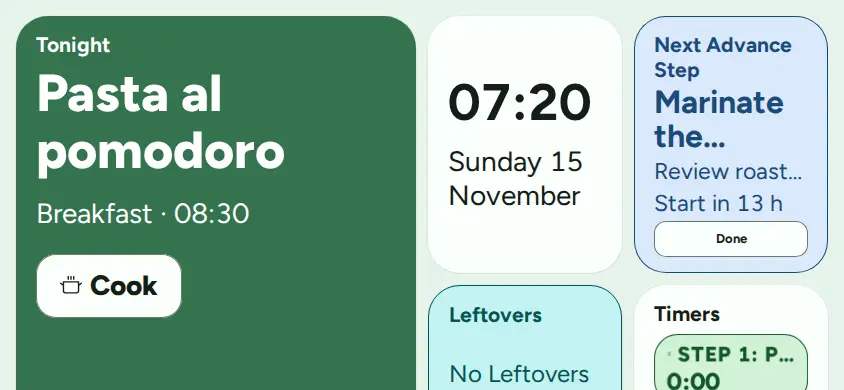 Tonight
Pasta al
pomodoro
Breakfast · 08:30
Cook
07:20
Sunday 15
November
Next Advance
Step
Marinate
the...
Review roast...
Start in 13 h
Done
Leftovers
No Leftovers
Timers
STEP 1: P...
0:00